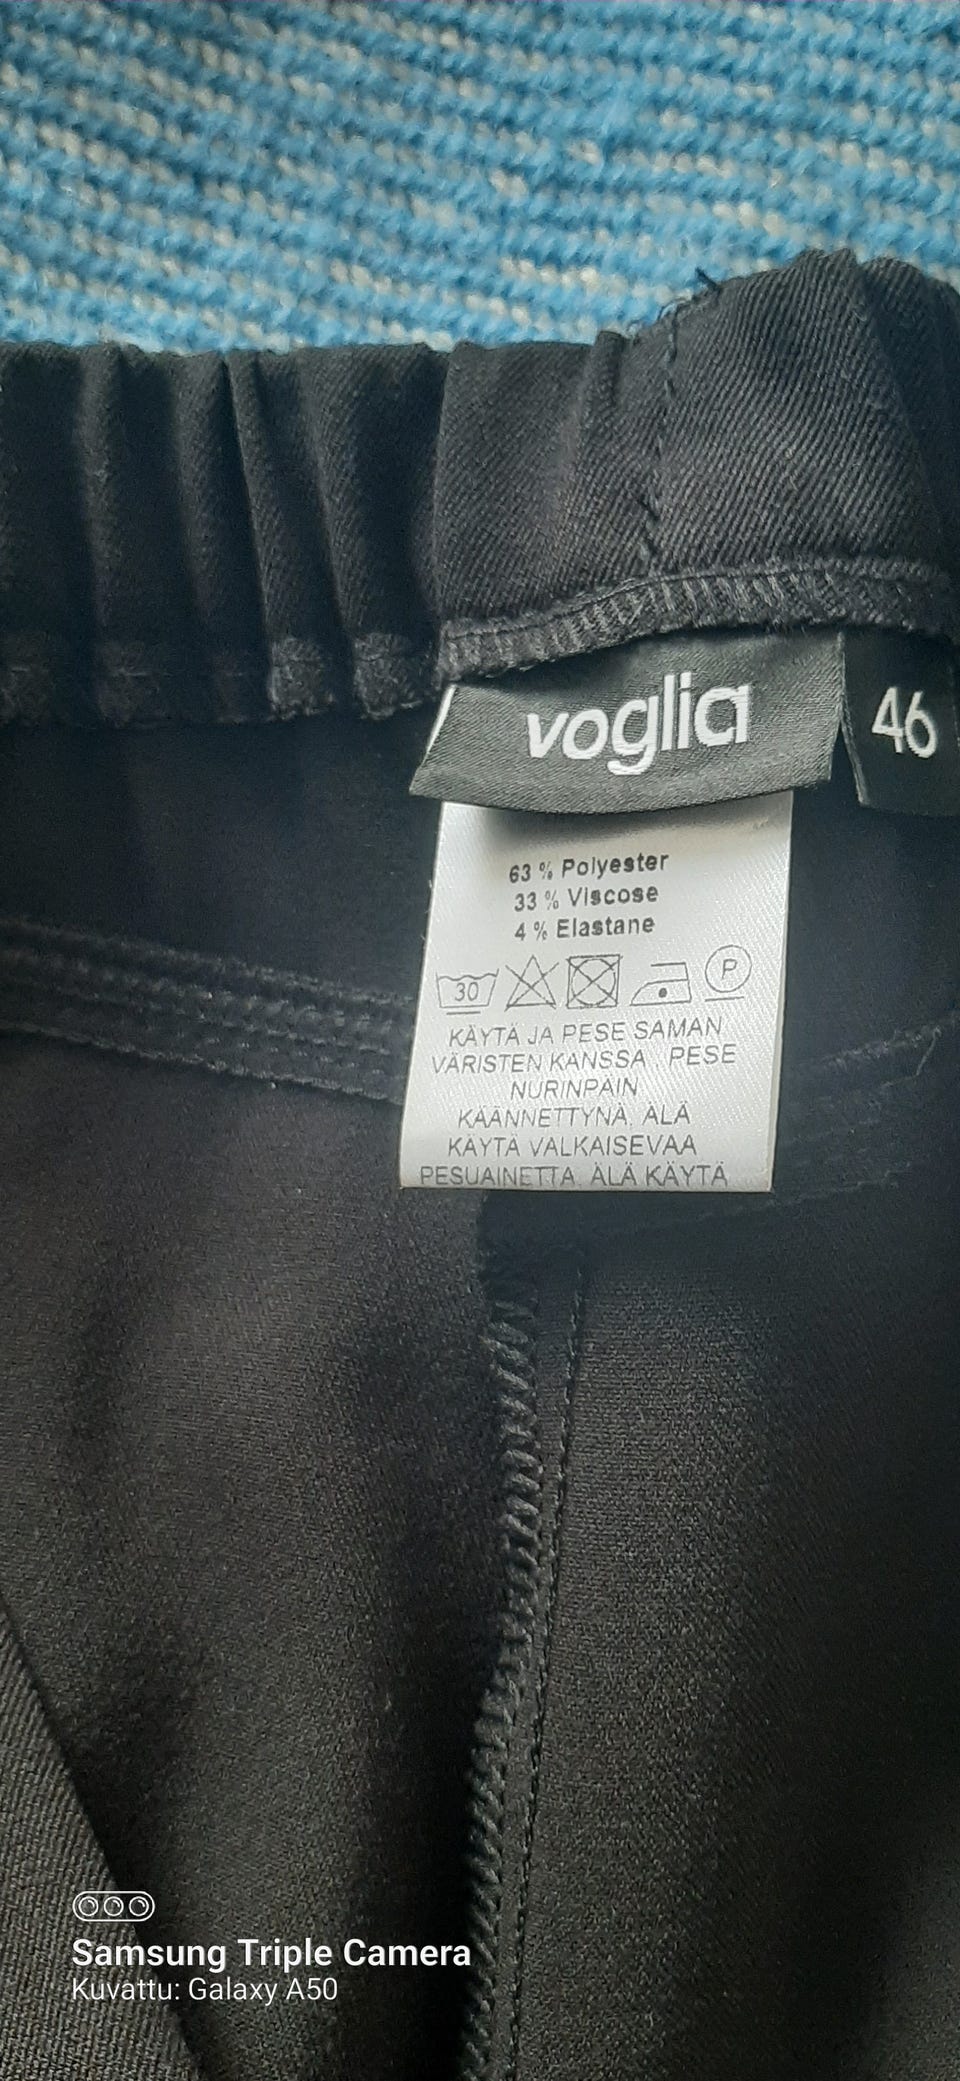 voglia
46
63 % Polyester
33 % Viscose
4 % Elastane
30 P
KÄYTÄ JA PESE SAMAN
VÄRISTEN KANSSA . PESE
NURINPAIN
KÄÄNNETTYNÄ. ÄLÄ
KÄYTÄ VALKAISEVAA
PESUAINETTA. ÄLÄ KÄYTÄ
Samsung Triple Camera
Kuvattu: Galaxy A50